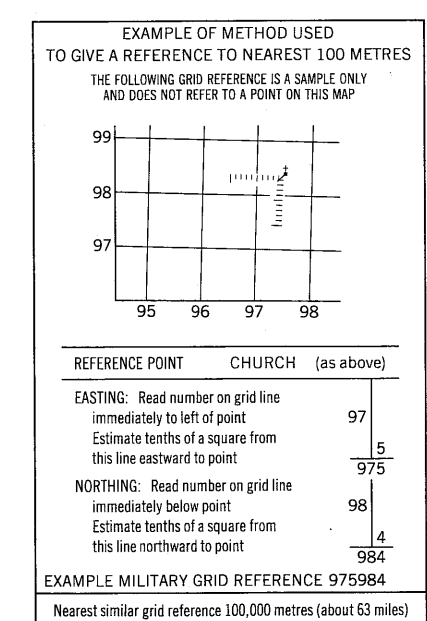 EXAMPLE OF METHOD USED
TO GIVE A REFERENCE TO NEAREST 100 METRES
THE FOLLOWING GRID REFERENCE IS A SAMPLE ONLY
AND DOES NOT REFER TO A POINT ON THIS MAP
99
98
97
95 96 97 98
REFERENCE POINT CHURCH (as above)
EASTING: Read number on grid line
immediately to left of point 97
Estimate tenths of a square from
this line eastward to point 5
975
NORTHING: Read number on grid line
immediately below point 98
Estimate tenths of a square from
this line northward to point 4
984
EXAMPLE MILITARY GRID REFERENCE 975984
Nearest similar grid reference 100,000 metres (about 63 miles)